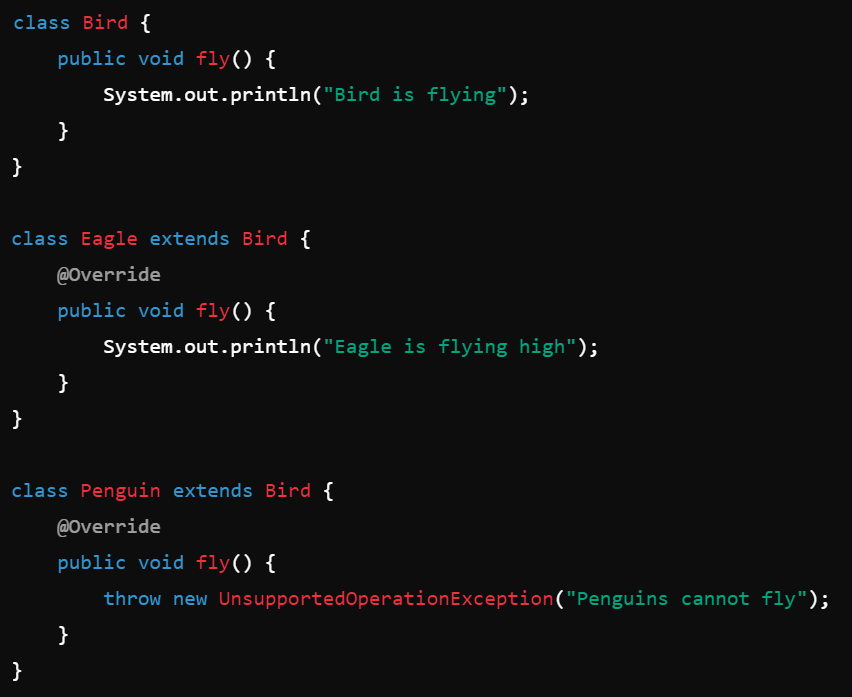 class Bird {
    public void fly() {
        System.out.println("Bird is flying");
    }
}

class Eagle extends Bird {
    @Override
    public void fly() {
        System.out.println("Eagle is flying high");
    }
}

class Penguin extends Bird {
    @Override
    public void fly() {
        throw new UnsupportedOperationException("Penguins cannot fly");
    }
}